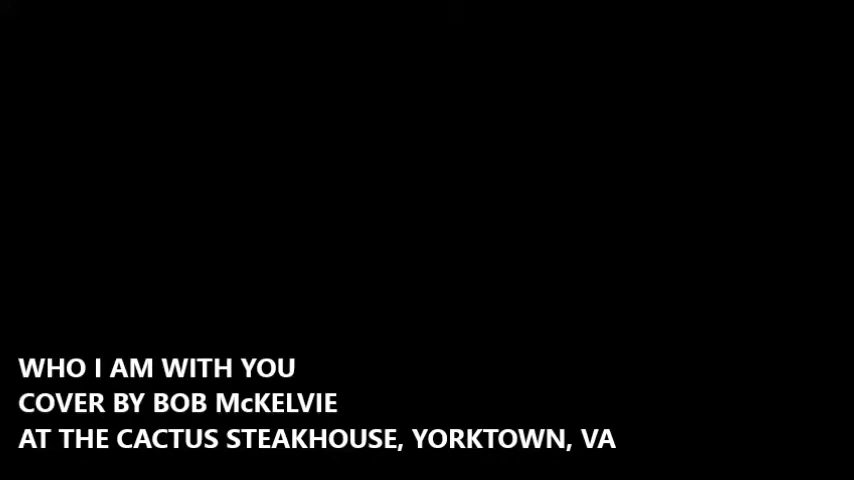 WHO I AM WITH YOU
COVER BY BOB McKELVIE
AT THE CACTUS STEAKHOUSE, YORKTOWN, VA